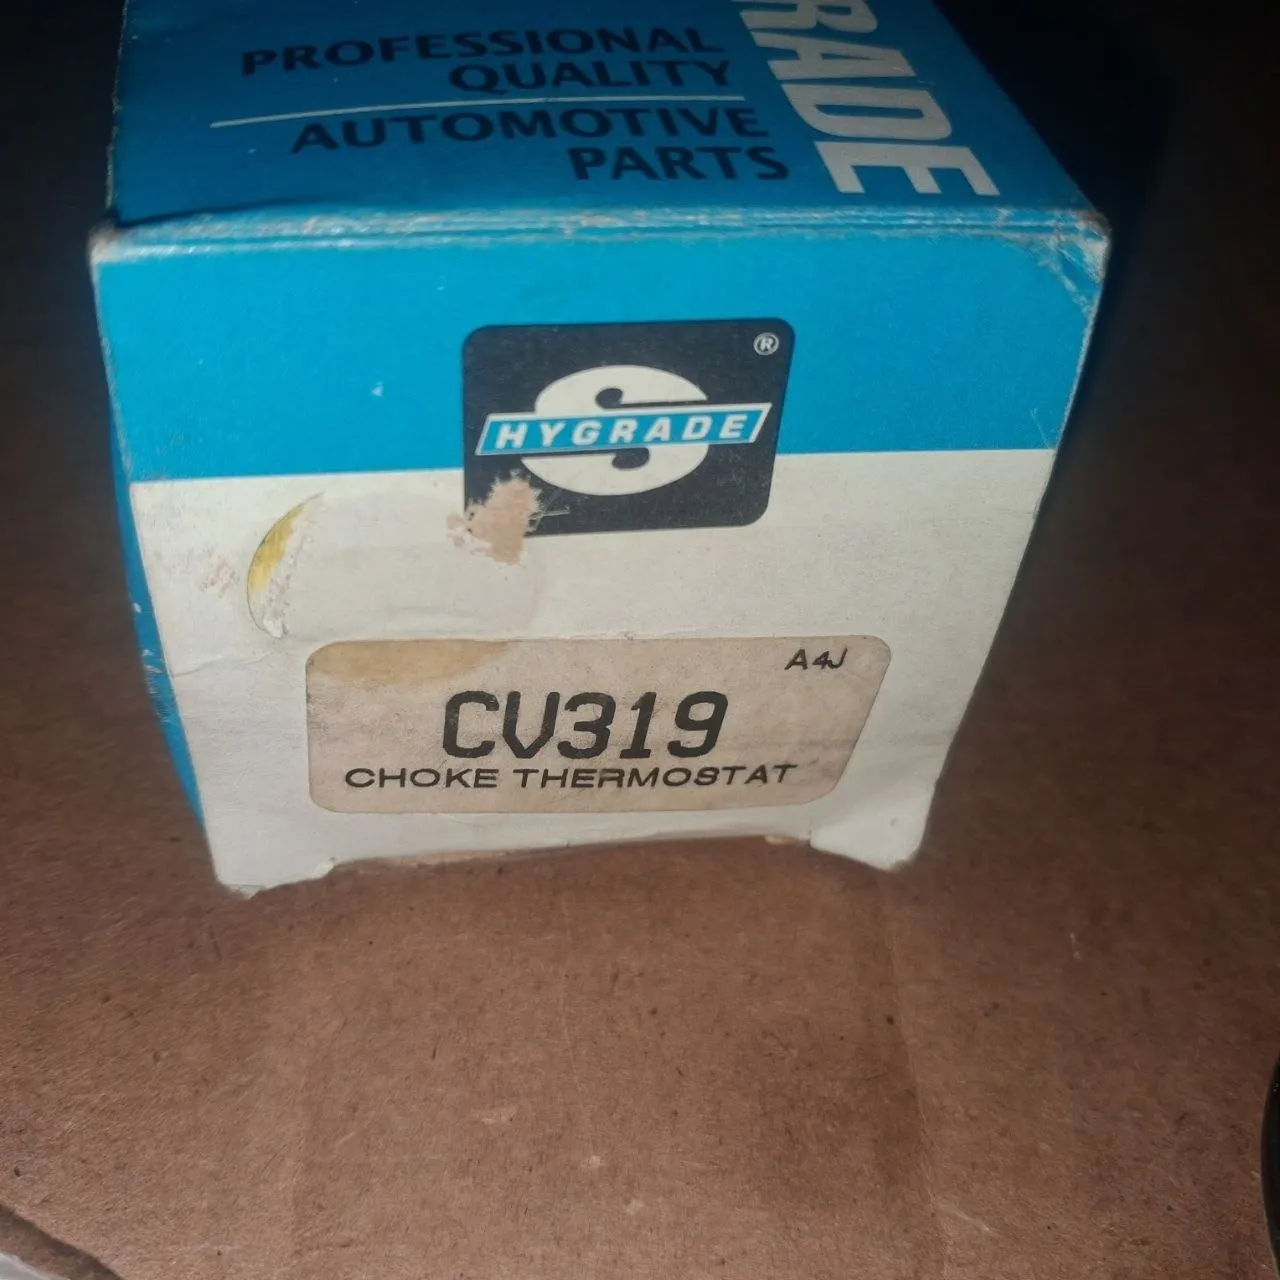 PROFESSIONAL
QUALITY
AUTOMOTIVE
PARTS
RADE
®
S
HYGRADE
A4J
CV319
CHOKE THERMOSTAT